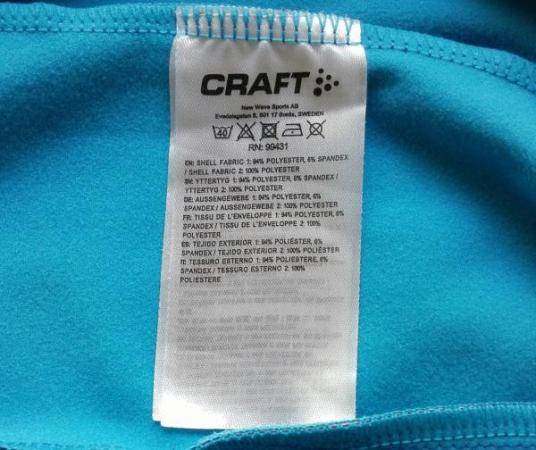 CRAFT
New Wave Sports AB
Evedalsgatan 5, 501 17 Borås, SWEDEN
40
RN: 99431
EN: SHELL FABRIC 1: 94% POLYESTER, 6% SPANDEX
/ SHELL FABRIC 2: 100% POLYESTER
SV: YTTERTYG 1: 94% POLYESTER, 6% SPANDEX /
YTTERTYG 2: 100% POLYESTER
DE: AUSSENGEWEBE 1: 94% POLYESTER, 6%
SPANDEX / AUSSENGEWEBE 2: 100% POLYESTER
FR: TISSU DE L'ENVELOPPE 1: 94% POLYESTER, 6%
SPANDEX / TISSU DE L'ENVELOPPE 2: 100%
POLYESTER
ES: TEJIDO EXTERIOR 1: 94% POLIÉSTER, 6%
SPANDEX / TEJIDO EXTERIOR 2: 100% POLIÉSTER
IT: TESSURO ESTERNO 1: 94% POLIESTERE, 6%
SPANDEX / TESSURO ESTERNO 2: 100%
POLIESTERE